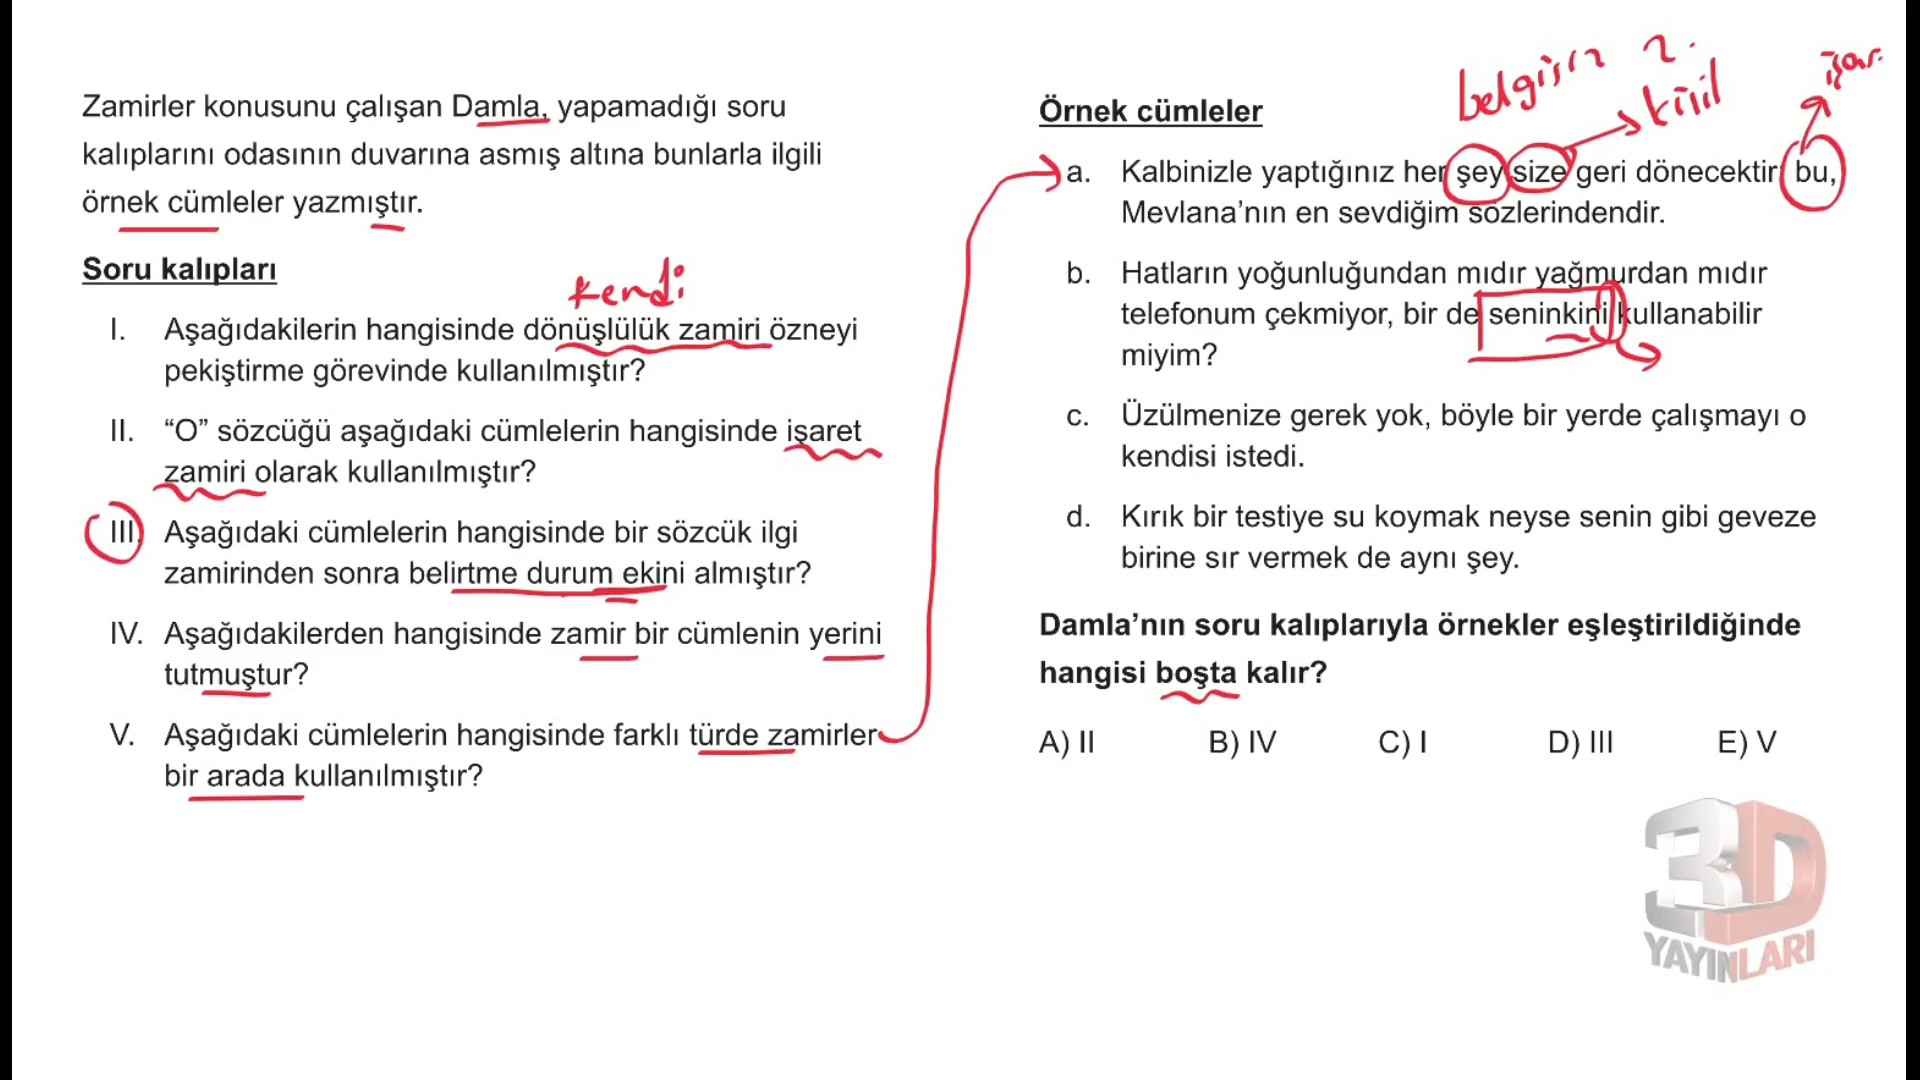 Zamirler konusunu çalışan Damla, yapamadığı soru
kalıplarını odasının duvarına asmış altına bunlarla ilgili
örnek cümleler yazmıştır.
Soru kalıpları
kendi
I. Aşağıdakilerin hangisinde dönüşlülük zamiri özneyi
pekiştirme görevinde kullanılmıştır?
II. “O” sözcüğü aşağıdaki cümlelerin hangisinde işaret
zamiri olarak kullanılmıştır?
III. Aşağıdaki cümlelerin hangisinde bir sözcük ilgi
zamirinden sonra belirtme durum ekini almıştır?
IV. Aşağıdakilerden hangisinde zamir bir cümlenin yerini
tutmuştur?
V. Aşağıdaki cümlelerin hangisinde farklı türde zamirler
bir arada kullanılmıştır?
belgisiz z.
kişil
işar.
Örnek cümleler
a. Kalbinizle yaptığınız her şey size geri dönecektir; bu,
Mevlana’nın en sevdiğim sözlerindendir.
b. Hatların yoğunluğundan mıdır yağmurdan mıdır
telefonum çekmiyor, bir de seninkini kullanabilir
miyim?
c. Üzülmenize gerek yok, böyle bir yerde çalışmayı o
kendisi istedi.
d. Kırık bir testiye su koymak neyse senin gibi geveze
birine sır vermek de aynı şey.
Damla’nın soru kalıplarıyla örnekler eşleştirildiğinde
hangisi boşta kalır?
A) II B) IV C) I D) III E) V
3D
YAYINLARI